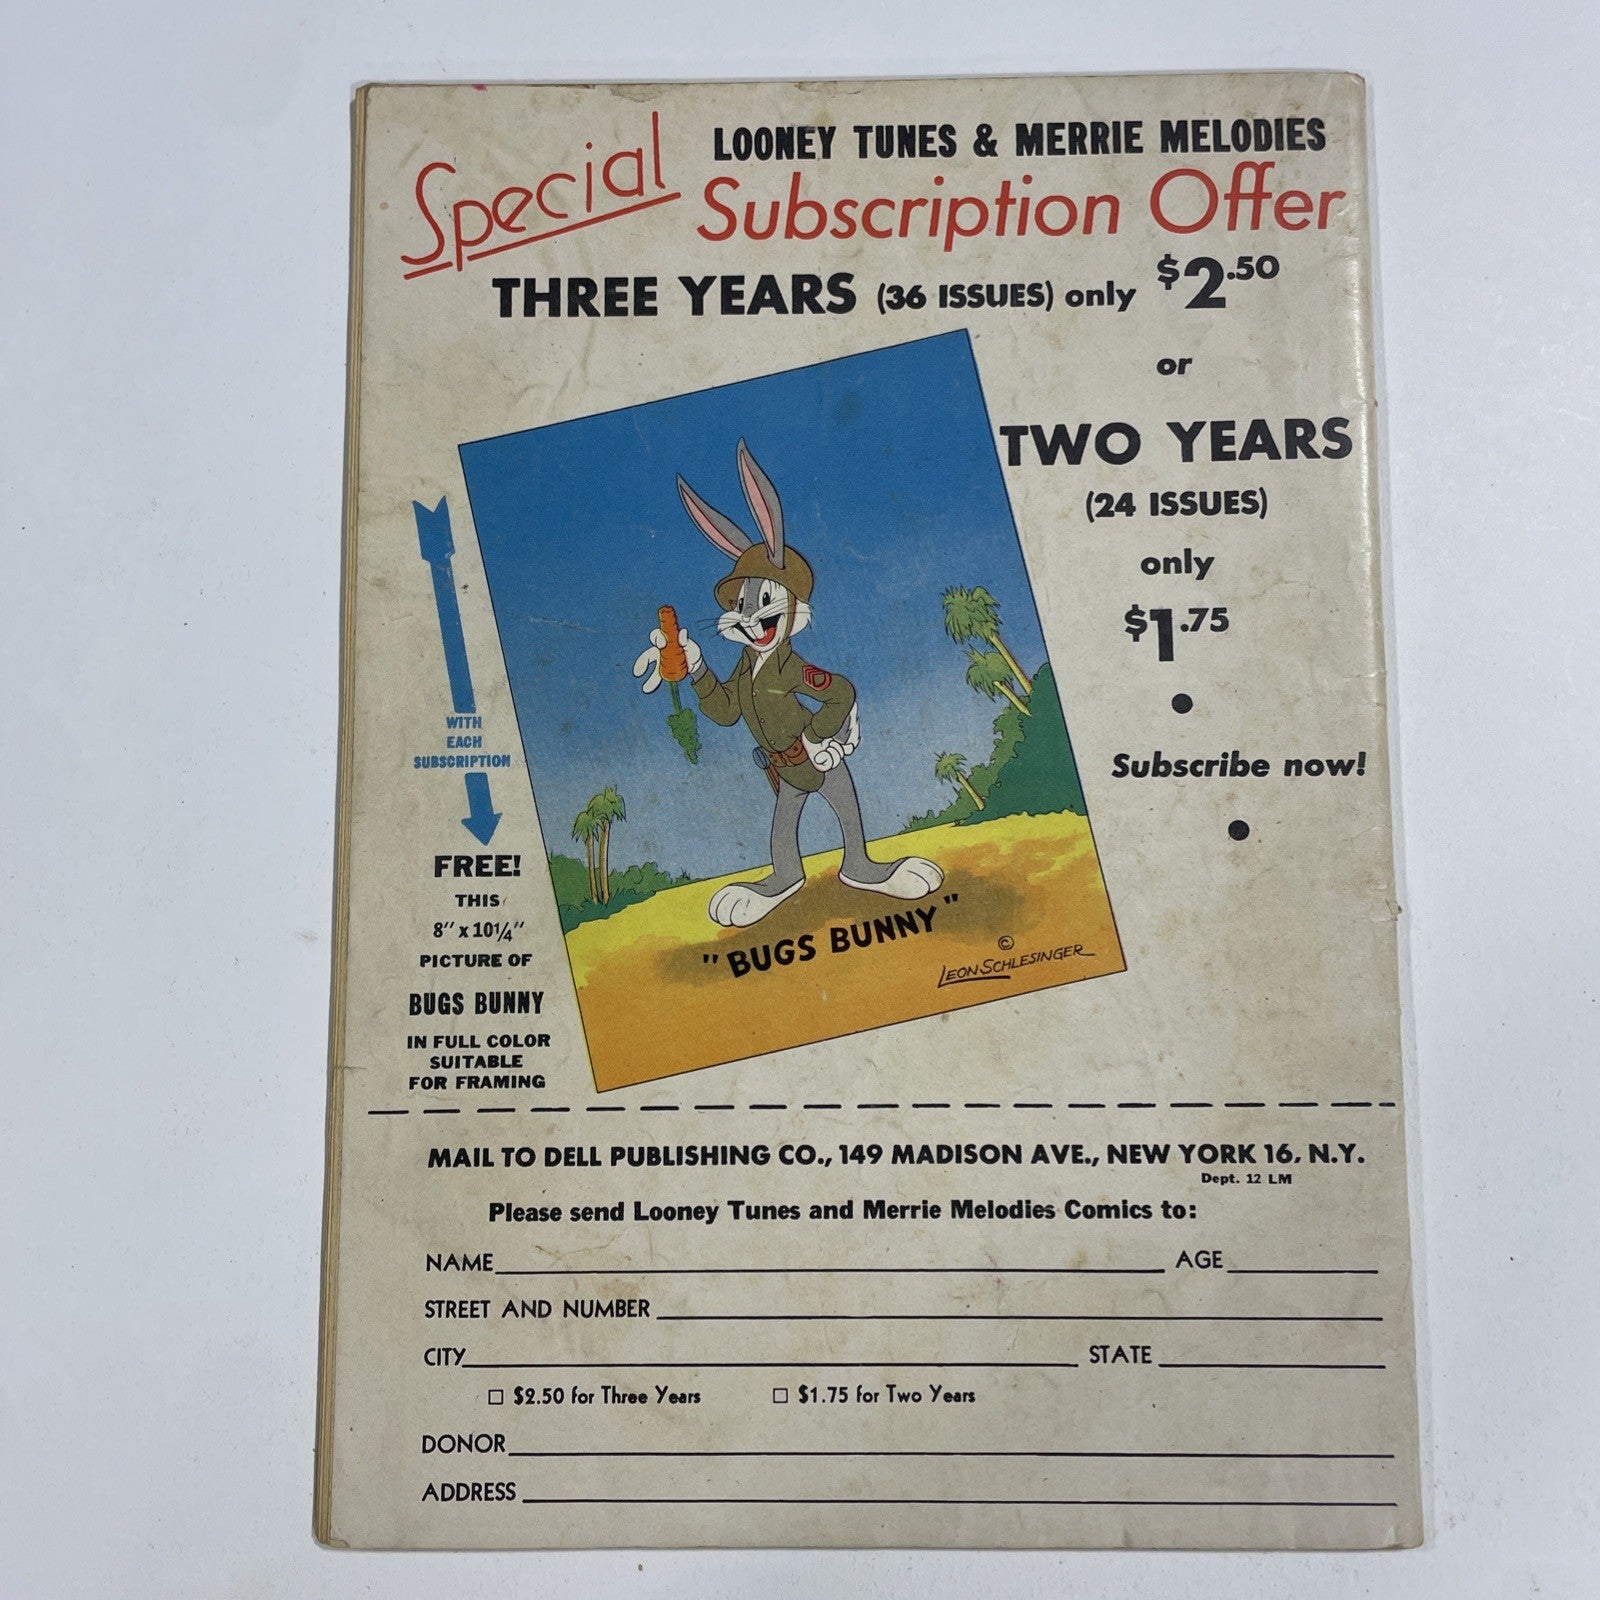 Special
LOONEY TUNES & MERRIE MELODIES
Subscription Offer
THREE YEARS (36 ISSUES) only $2.50
or
TWO YEARS
(24 ISSUES)
only
$1.75
Subscribe now!
WITH
EACH
SUBSCRIPTION
FREE!
THIS
8" x 10¼"
PICTURE OF
BUGS BUNNY
IN FULL COLOR
SUITABLE
FOR FRAMING
"BUGS BUNNY"
©
LEON SCHLESINGER
MAIL TO DELL PUBLISHING CO., 149 MADISON AVE., NEW YORK 16, N.Y.
Dept. 12 LM
Please send Looney Tunes and Merrie Melodies Comics to:
NAME AGE
STREET AND NUMBER
CITY STATE
□ $2.50 for Three Years □ $1.75 for Two Years
DONOR
ADDRESS